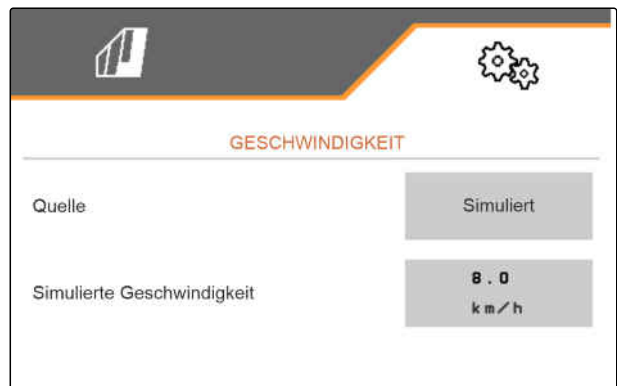 GESCHWINDIGKEIT
Quelle
Simuliert
Simulierte Geschwindigkeit
8.0
km/h